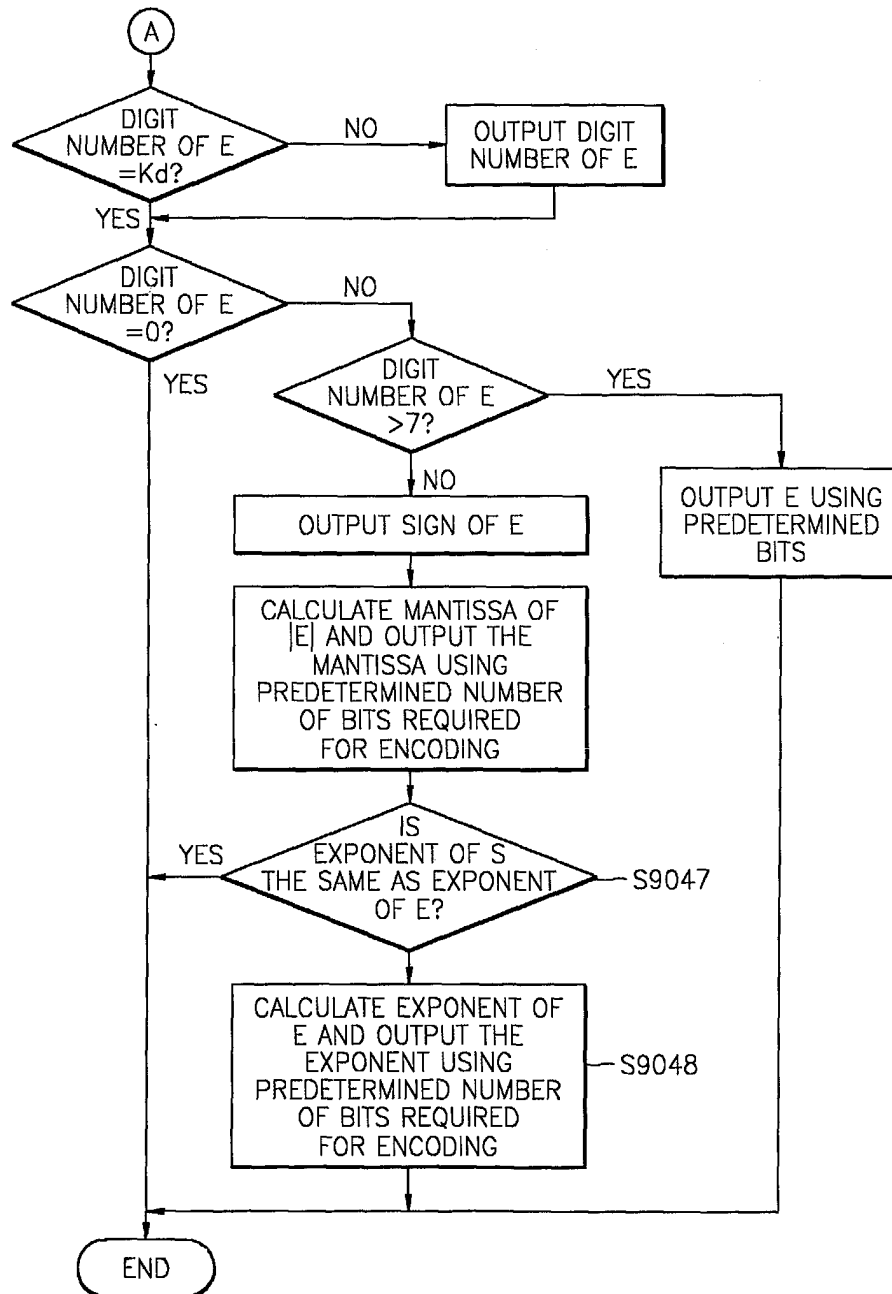 A
DIGIT
NUMBER OF E
=Kd?
NO
OUTPUT DIGIT
NUMBER OF E
YES
DIGIT
NUMBER OF E
=0?
NO
YES
DIGIT
NUMBER OF E
>7?
YES
NO
OUTPUT E USING
PREDETERMINED
BITS
OUTPUT SIGN OF E
CALCULATE MANTISSA OF
|E| AND OUTPUT THE
MANTISSA USING
PREDETERMINED NUMBER
OF BITS REQUIRED
FOR ENCODING
IS
EXPONENT OF S
THE SAME AS EXPONENT
OF E?
YES
S9047
CALCULATE EXPONENT OF
E AND OUTPUT THE
EXPONENT USING
PREDETERMINED NUMBER
OF BITS REQUIRED
FOR ENCODING
S9048
END